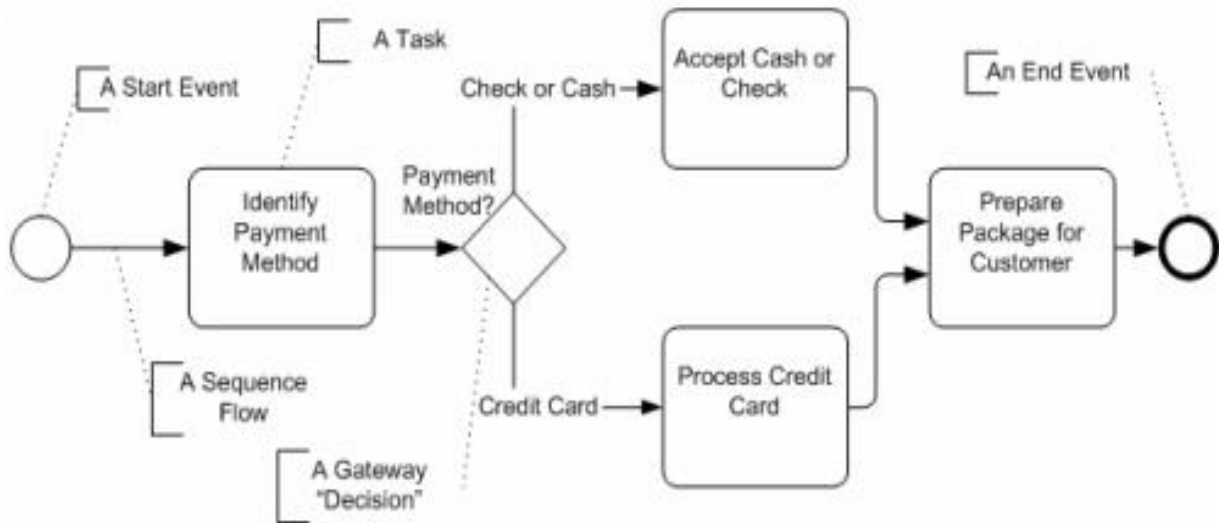 A Task
A Start Event
Check or Cash
Accept Cash or
Check
An End Event
Identify
Payment
Method
Payment
Method?
Prepare
Package for
Customer
A Sequence
Flow
Credit Card
Process Credit
Card
A Gateway
"Decision"